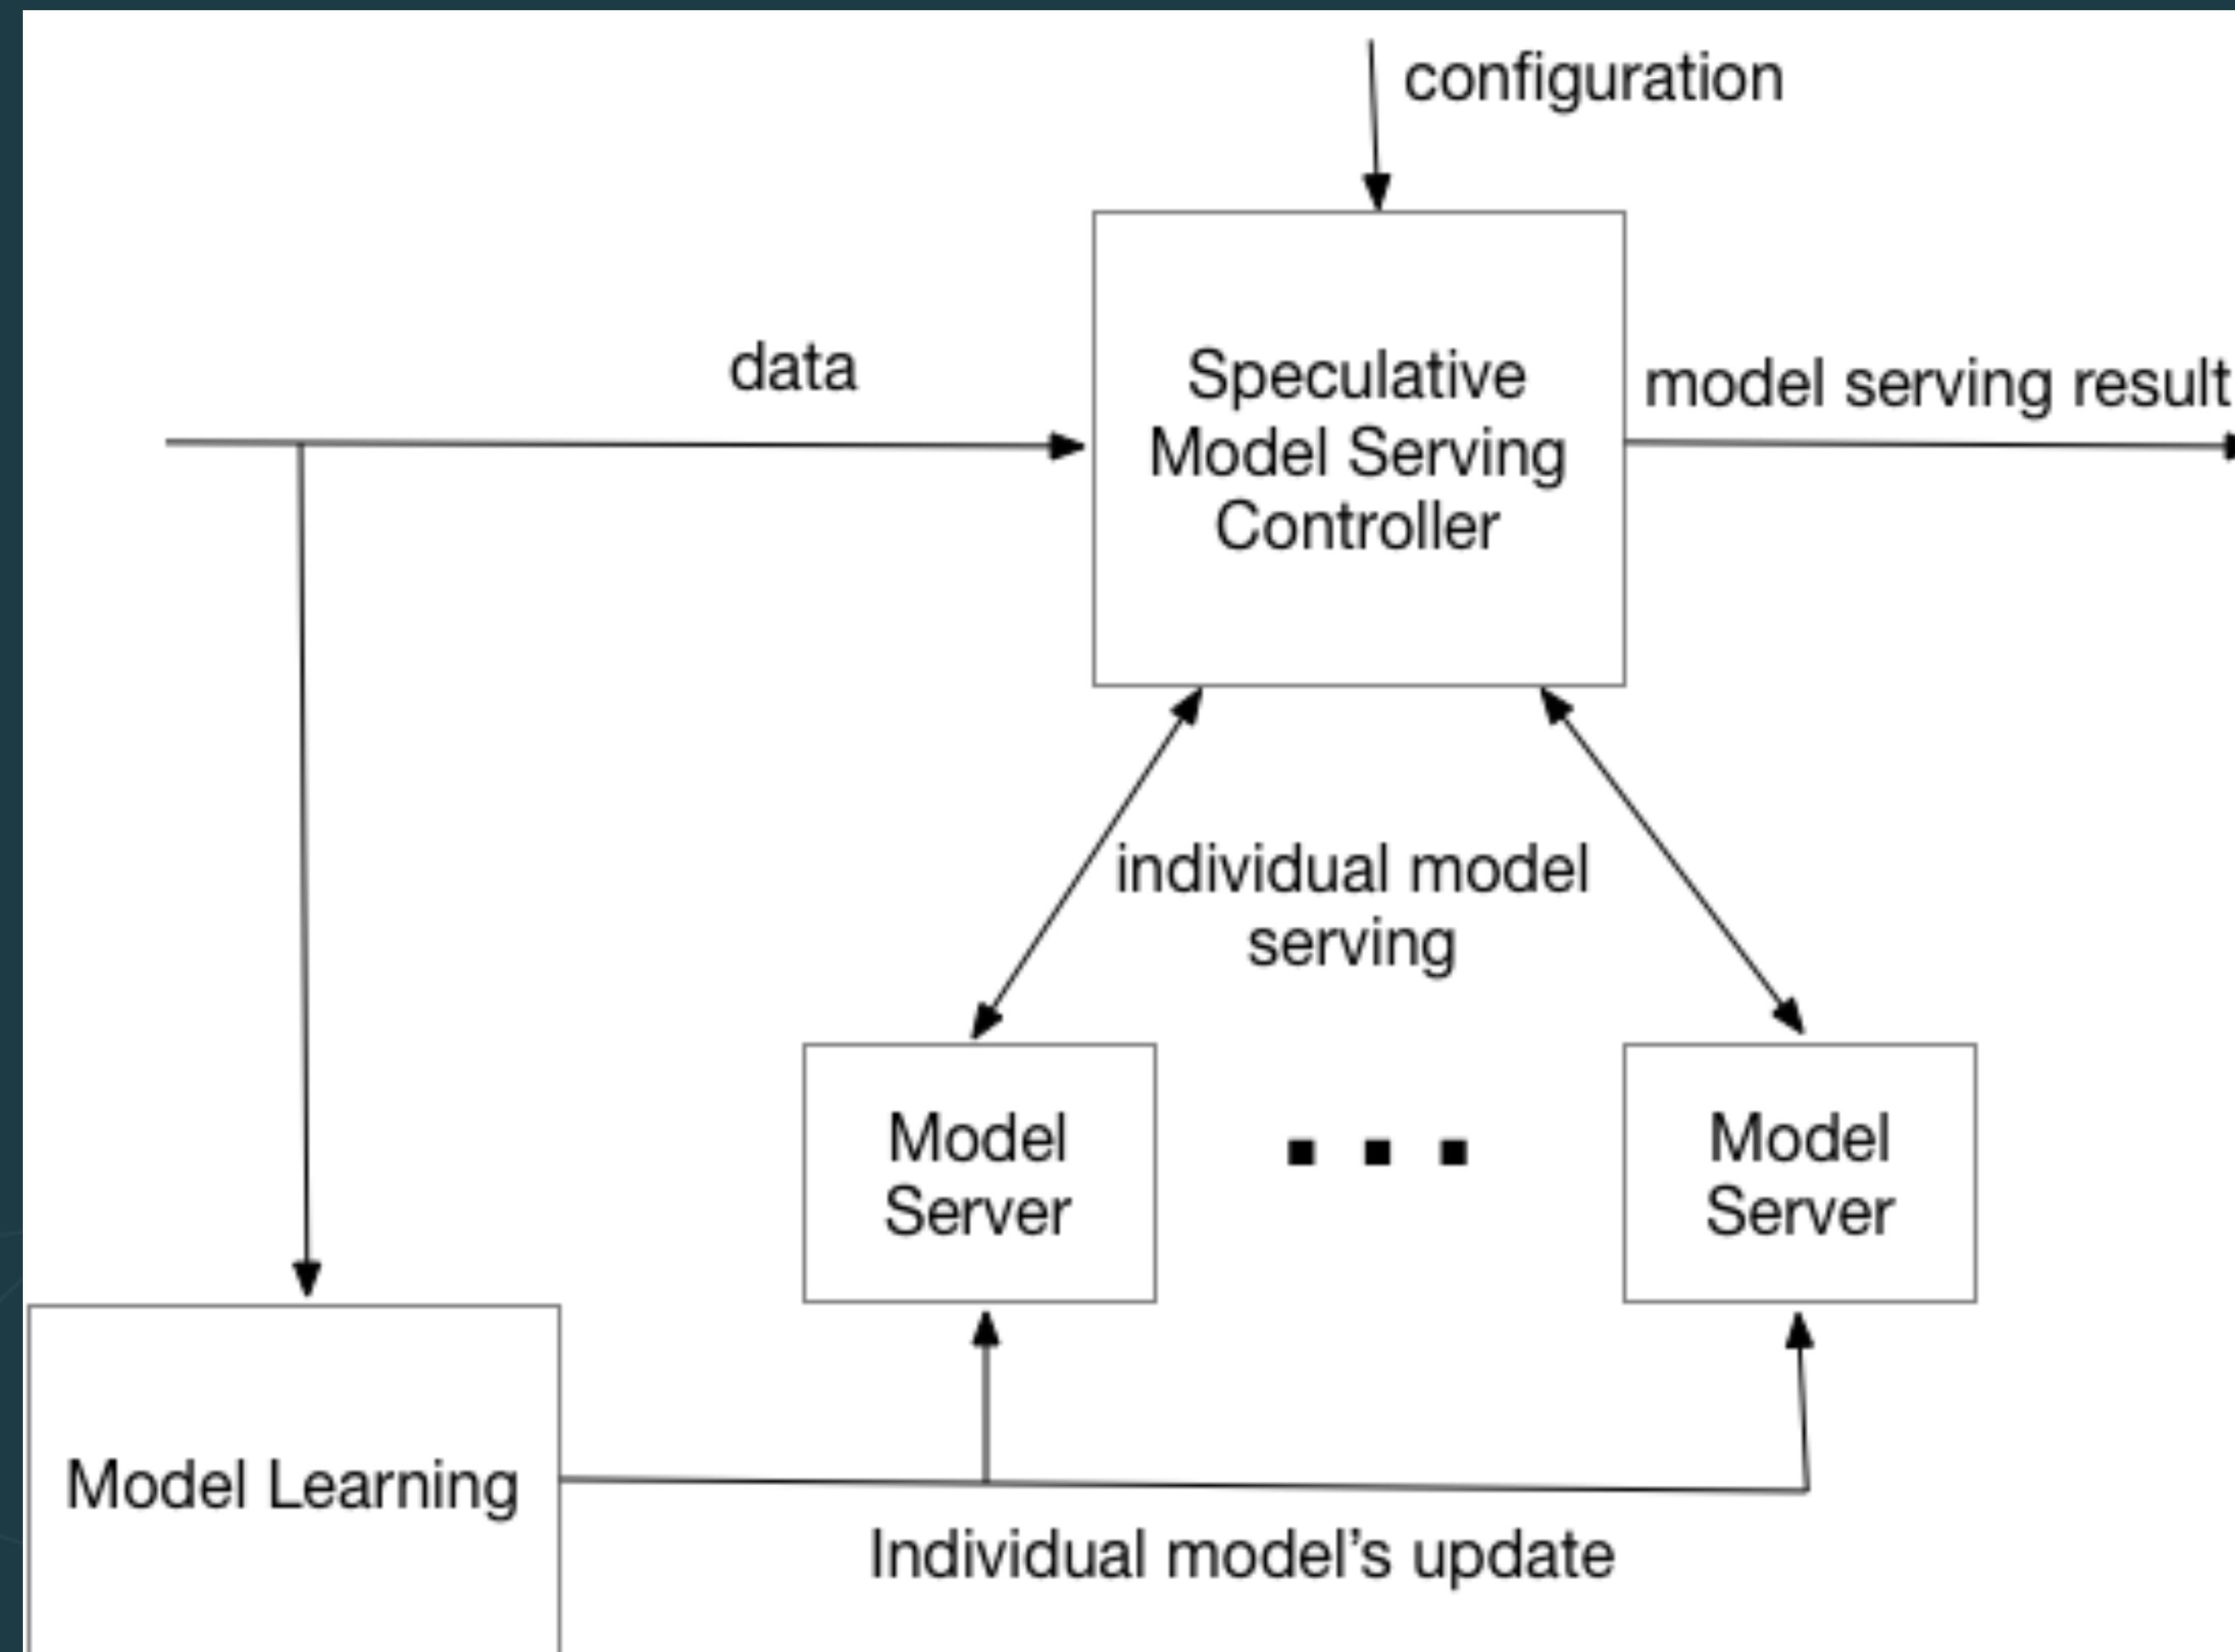 configuration
data
Speculative
Model Serving
Controller
model serving result
individual model
serving
Model
Server
Model
Server
Model Learning
Individual model’s update